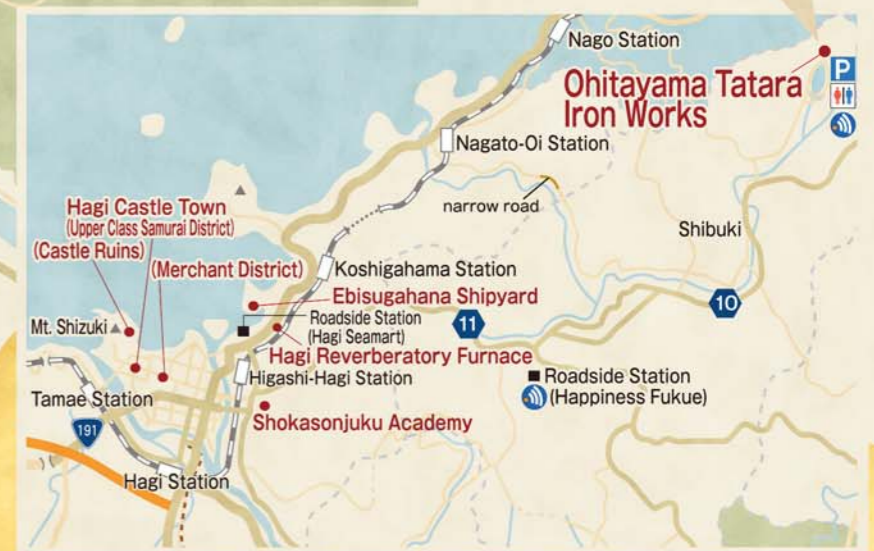 Nago Station
Ohitayama Tatara
Iron Works
P
Nagato-Oi Station
narrow road
Shibuki
Hagi Castle Town
(Upper Class Samurai District)
(Castle Ruins)
(Merchant District)
Koshigahama Station
Ebisugahana Shipyard
10
Mt. Shizuki
Roadside Station
(Hagi Seamart)
11
Hagi Reverberatory Furnace
Higashi-Hagi Station
Roadside Station
(Happiness Fukue)
Tamae Station
Shokasonjuku Academy
191
Hagi Station